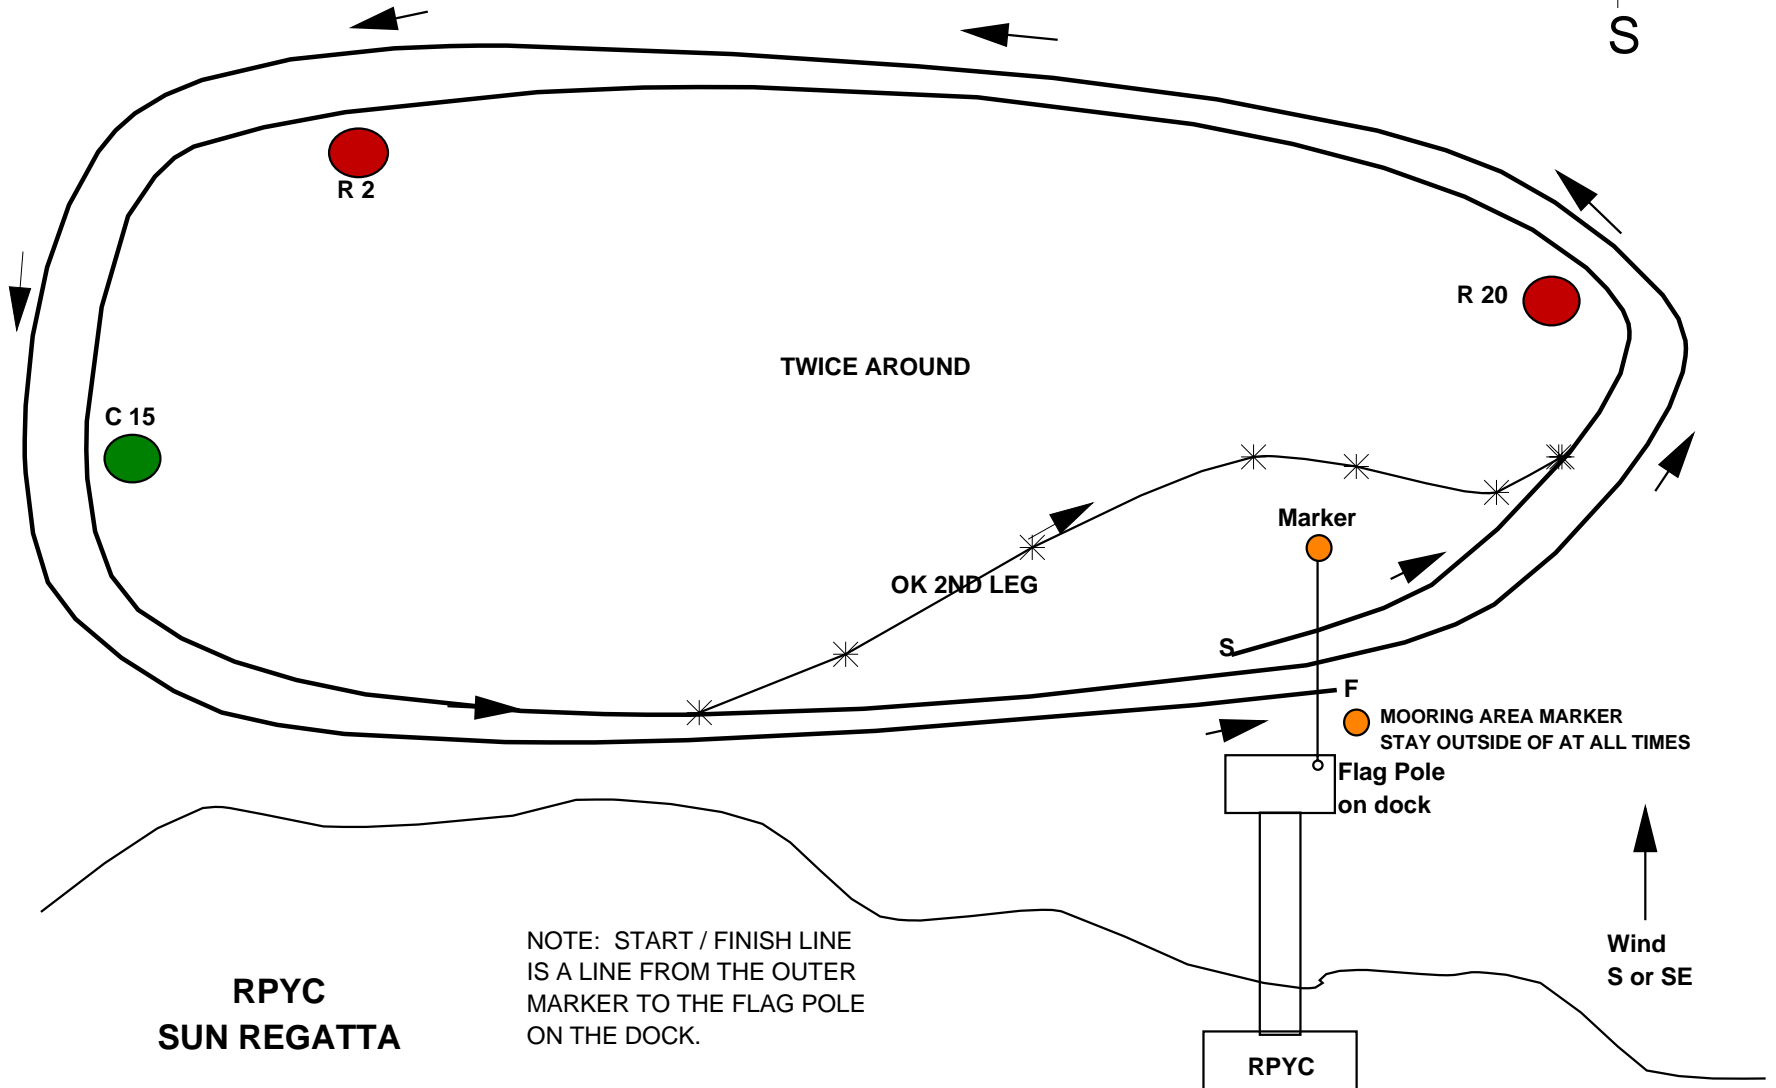 S
R 2
R 20
TWICE AROUND
C 15
Marker
OK 2ND LEG
S
F
MOORING AREA MARKER
STAY OUTSIDE OF AT ALL TIMES
Flag Pole
on dock
NOTE: START / FINISH LINE
IS A LINE FROM THE OUTER
MARKER TO THE FLAG POLE
ON THE DOCK.
Wind
S or SE
RPYC
SUN REGATTA
RPYC